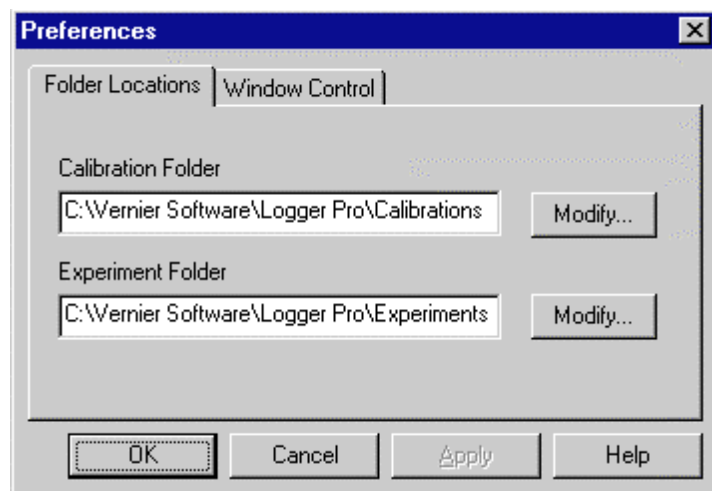 Preferences
Folder Locations Window Control
Calibration Folder
C:\Vernier Software\Logger Pro\Calibrations Modify...
Experiment Folder
C:\Vernier Software\Logger Pro\Experiments Modify...
OK Cancel Apply Help